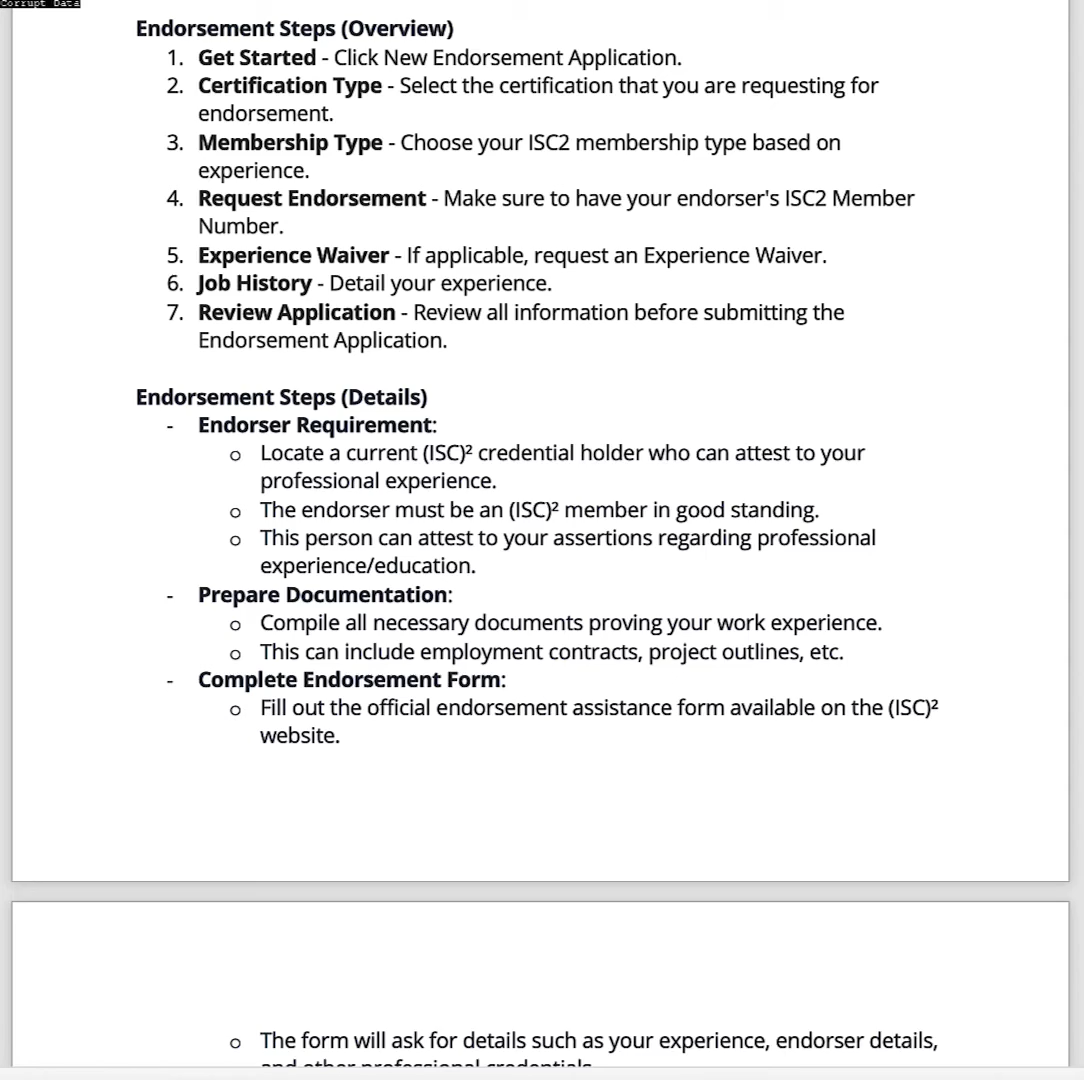 Corrupt Data
Endorsement Steps (Overview)
1. Get Started - Click New Endorsement Application.
2. Certification Type - Select the certification that you are requesting for
endorsement.
3. Membership Type - Choose your ISC2 membership type based on
experience.
4. Request Endorsement - Make sure to have your endorser's ISC2 Member
Number.
5. Experience Waiver - If applicable, request an Experience Waiver.
6. Job History - Detail your experience.
7. Review Application - Review all information before submitting the
Endorsement Application.
Endorsement Steps (Details)
- Endorser Requirement:
o Locate a current (ISC)² credential holder who can attest to your
professional experience.
o The endorser must be an (ISC)² member in good standing.
o This person can attest to your assertions regarding professional
experience/education.
- Prepare Documentation:
o Compile all necessary documents proving your work experience.
o This can include employment contracts, project outlines, etc.
- Complete Endorsement Form:
o Fill out the official endorsement assistance form available on the (ISC)²
website.
o The form will ask for details such as your experience, endorser details,
and other professional credentials